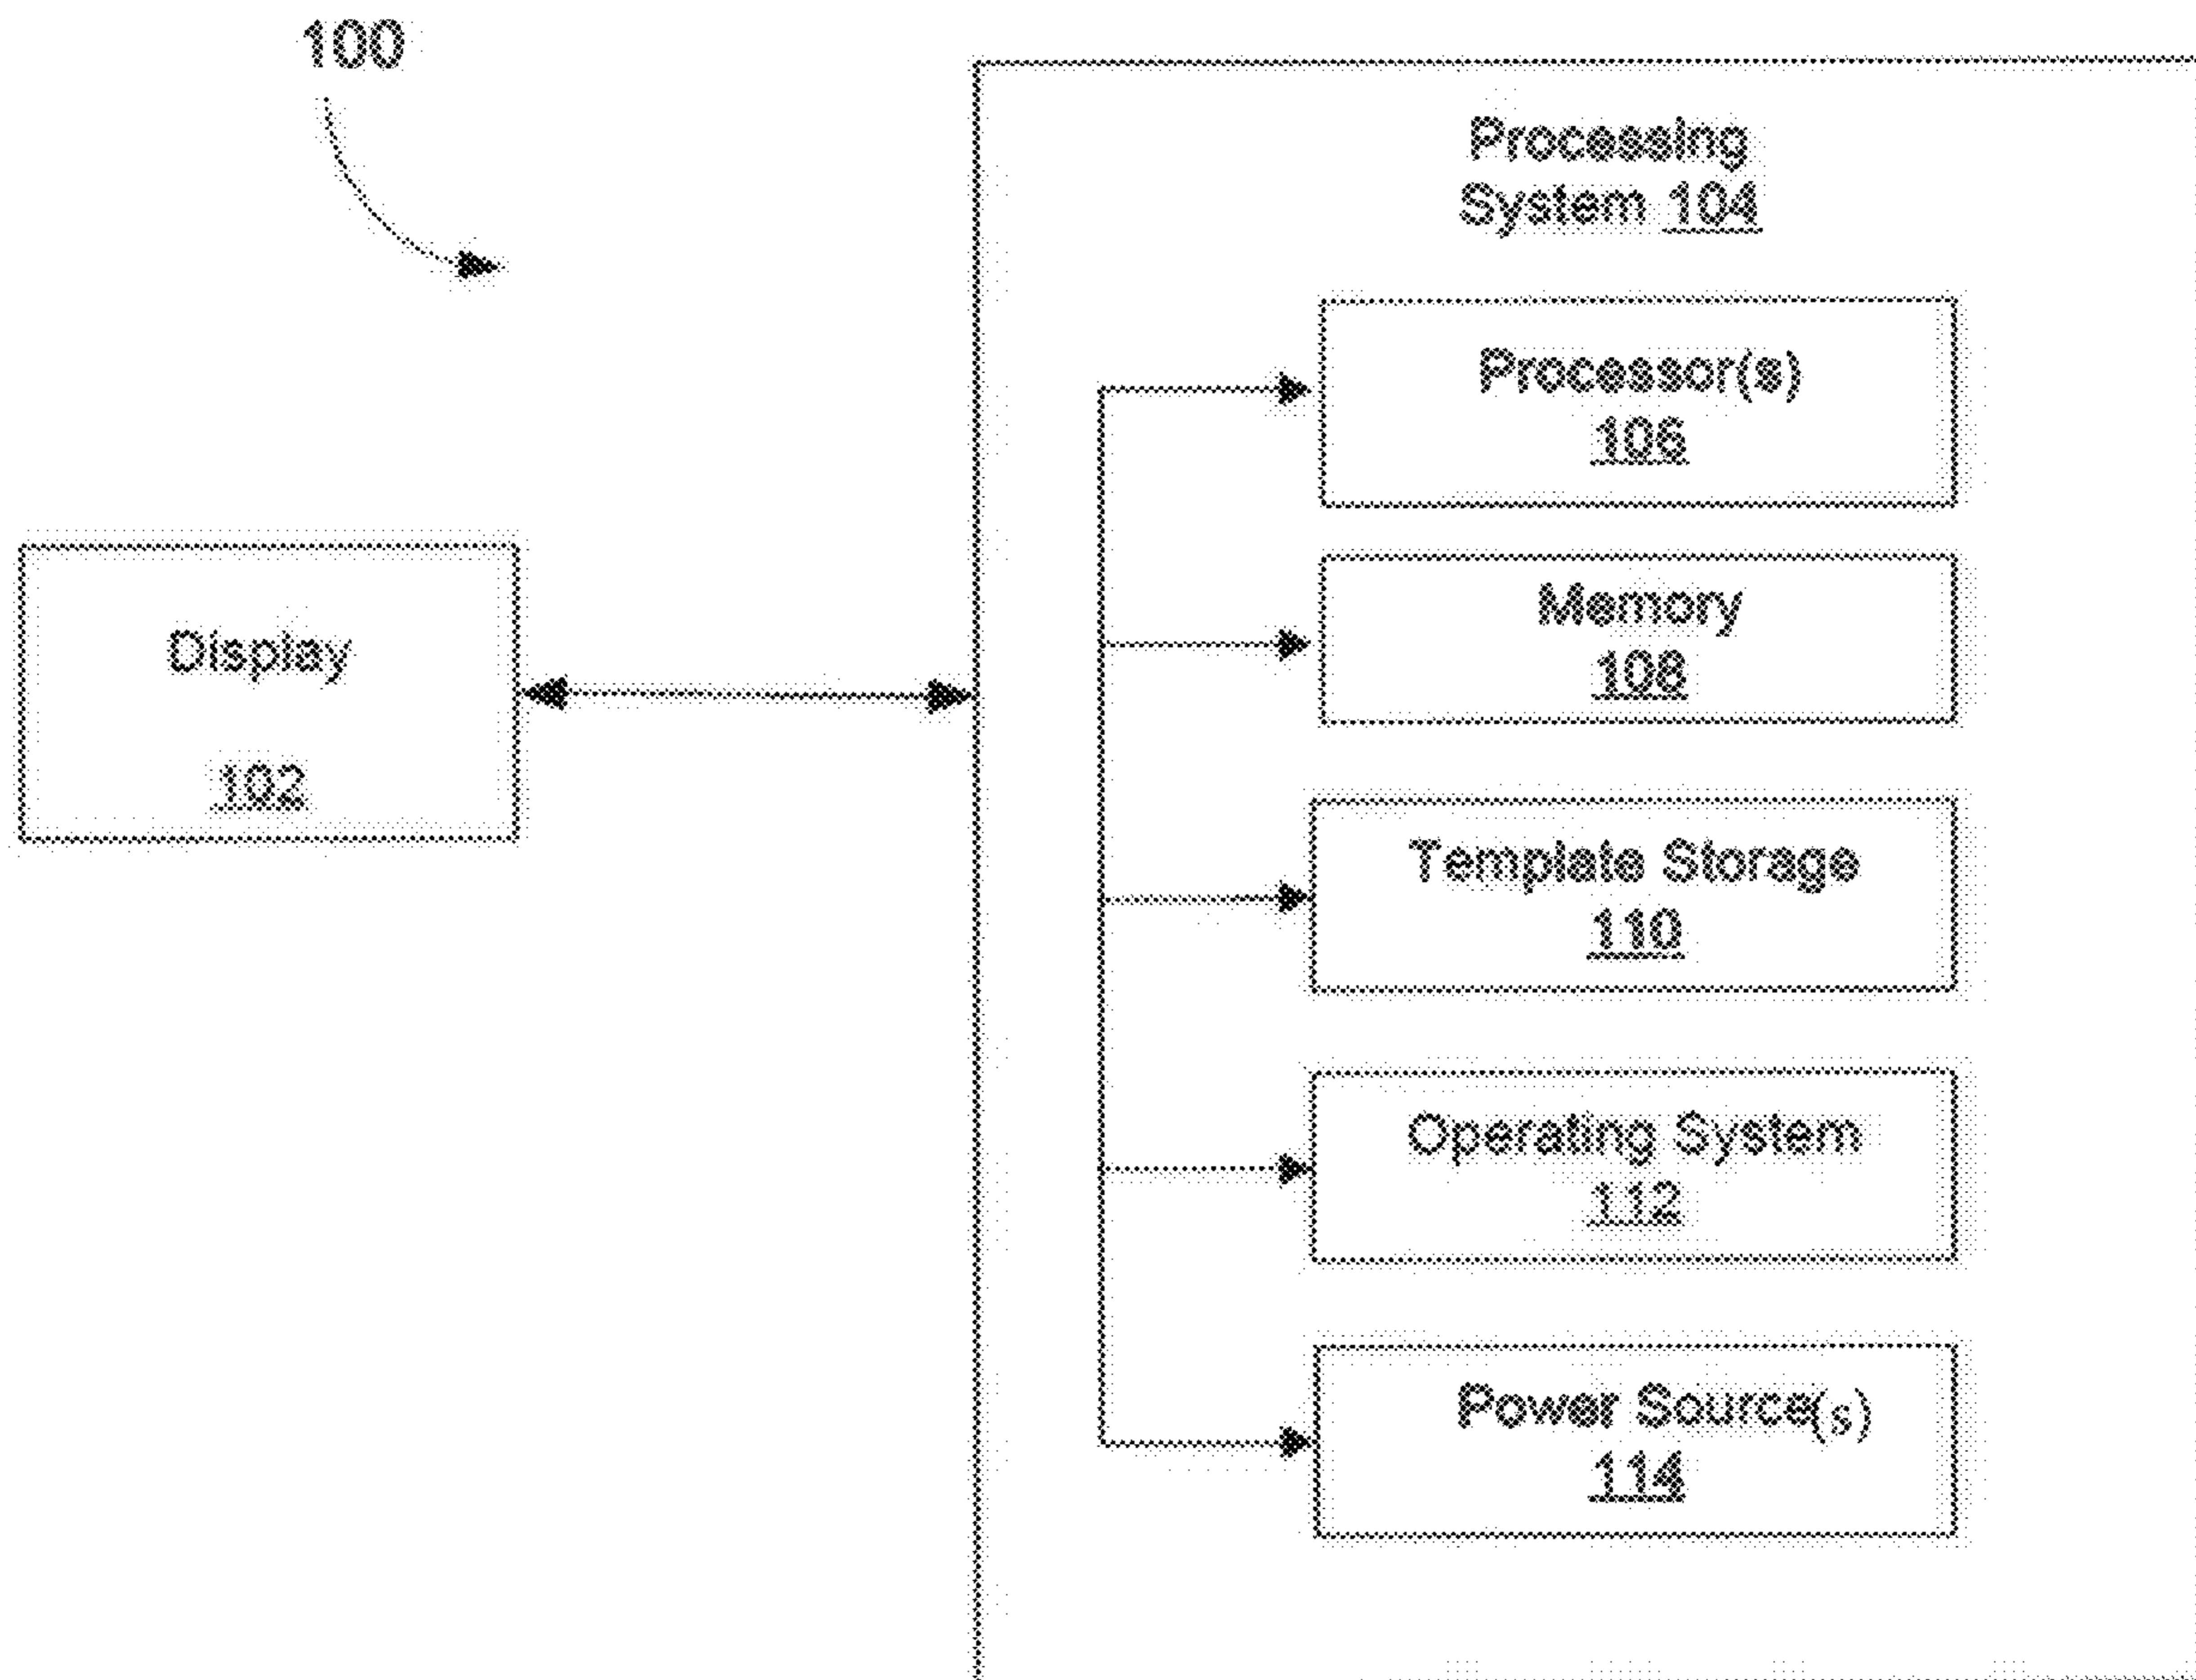 100
Processing
System 104
Processor(s)
106
Memory
108
Display
102
Template Storage
110
Operating System
112
Power Source(s)
114